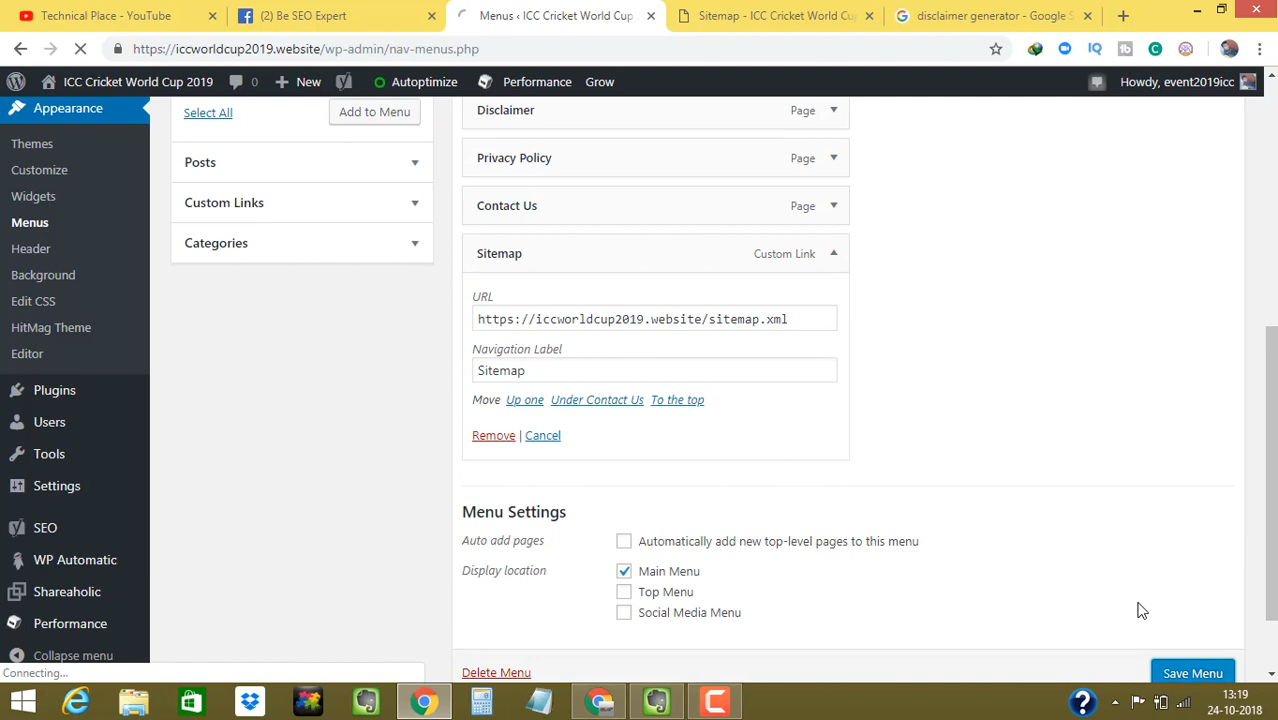 Technical Place - YouTube
(2) Be SEO Expert
Menus ‹ ICC Cricket World Cup
Sitemap - ICC Cricket World Cup
disclaimer generator - Google S
https://iccworldcup2019.website/wp-admin/nav-menus.php
ICC Cricket World Cup 2019
0
New
Autoptimize
Performance
Grow
Howdy, event2019icc
Appearance
Themes
Customize
Widgets
Menus
Header
Background
Edit CSS
HitMag Theme
Editor
Plugins
Users
Tools
Settings
SEO
WP Automatic
Shareaholic
Performance
Collapse menu
Connecting...
Select All
Add to Menu
Posts
Custom Links
Categories
Disclaimer Page
Privacy Policy Page
Contact Us Page
Sitemap Custom Link
URL
https://iccworldcup2019.website/sitemap.xml
Navigation Label
Sitemap
Move Up one Under Contact Us To the top
Remove | Cancel
Menu Settings
Auto add pages Automatically add new top-level pages to this menu
Display location Main Menu
Top Menu
Social Media Menu
Delete Menu
Save Menu
13:19
24-10-2018